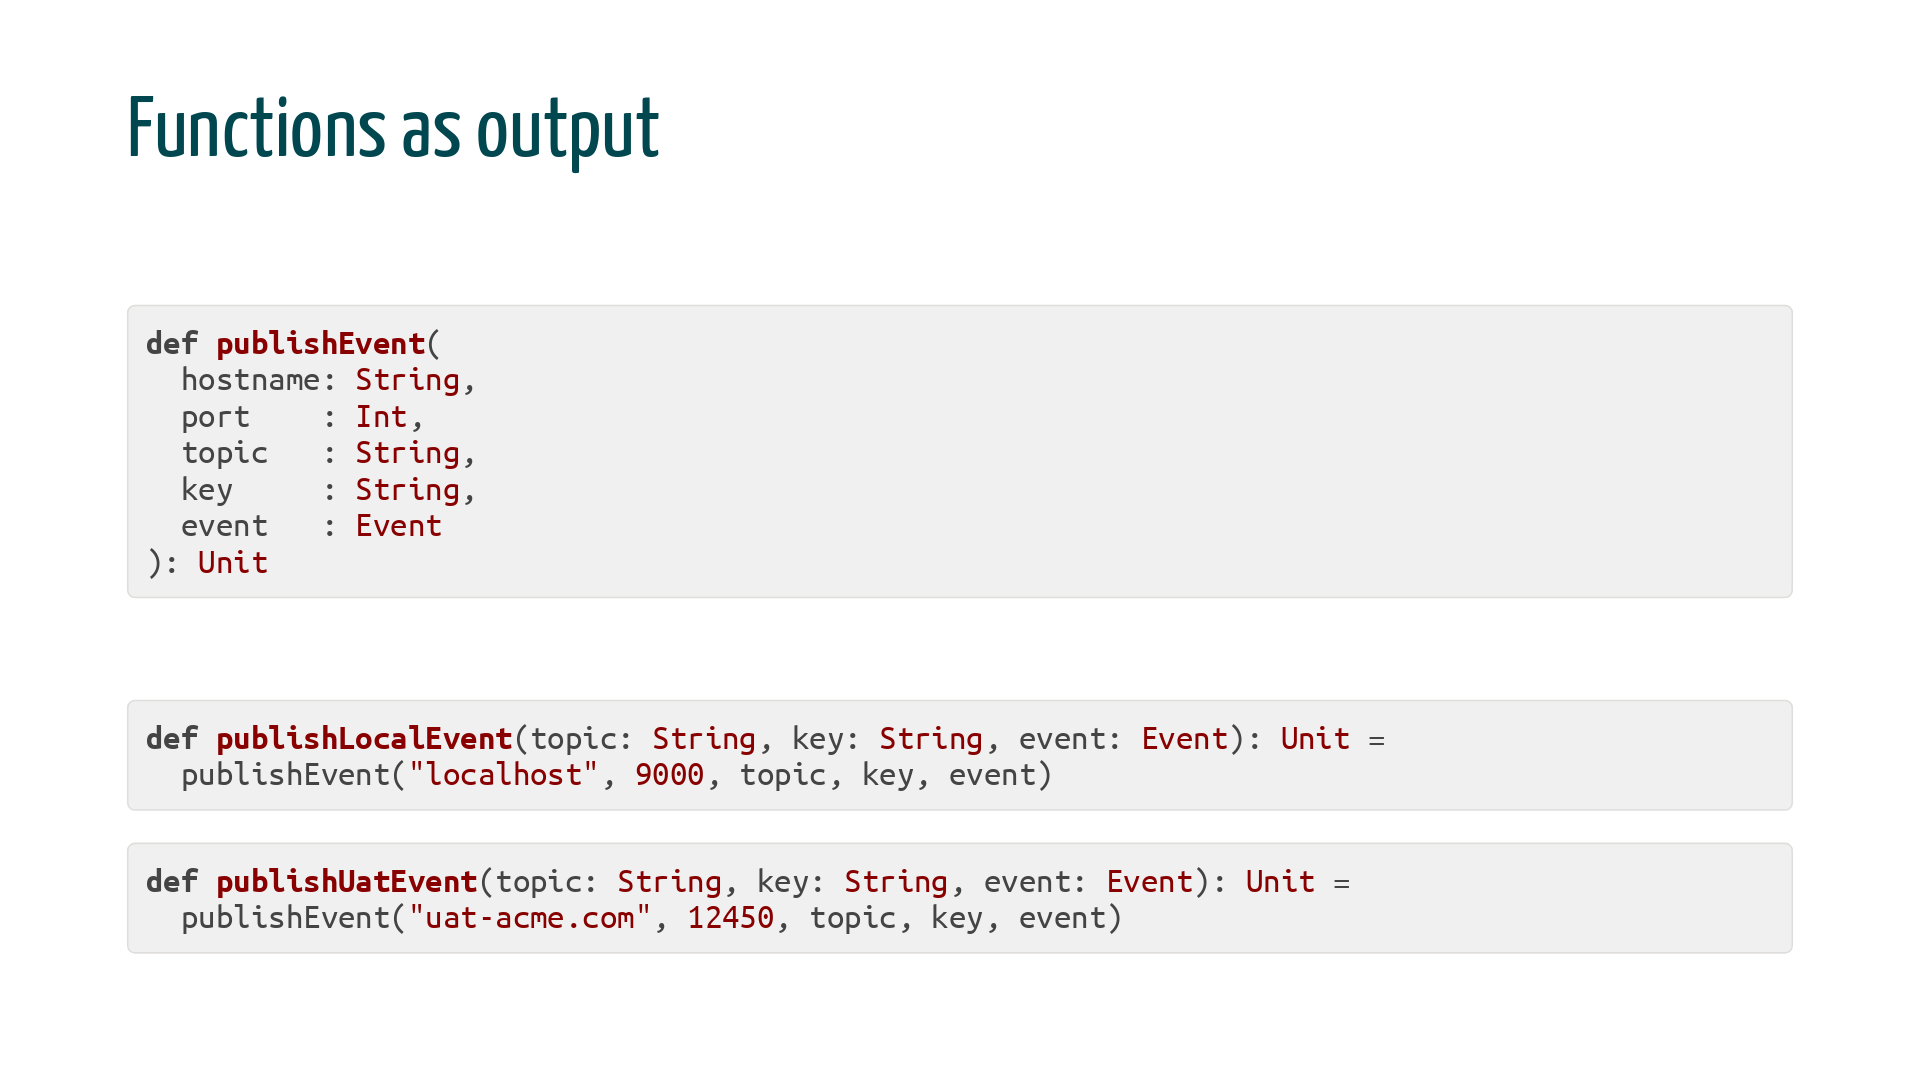 Functions as output
def publishEvent(
  hostname: String,
  port    : Int,
  topic   : String,
  key     : String,
  event   : Event
): Unit
def publishLocalEvent(topic: String, key: String, event: Event): Unit =
  publishEvent("localhost", 9000, topic, key, event)
def publishUatEvent(topic: String, key: String, event: Event): Unit =
  publishEvent("uat-acme.com", 12450, topic, key, event)